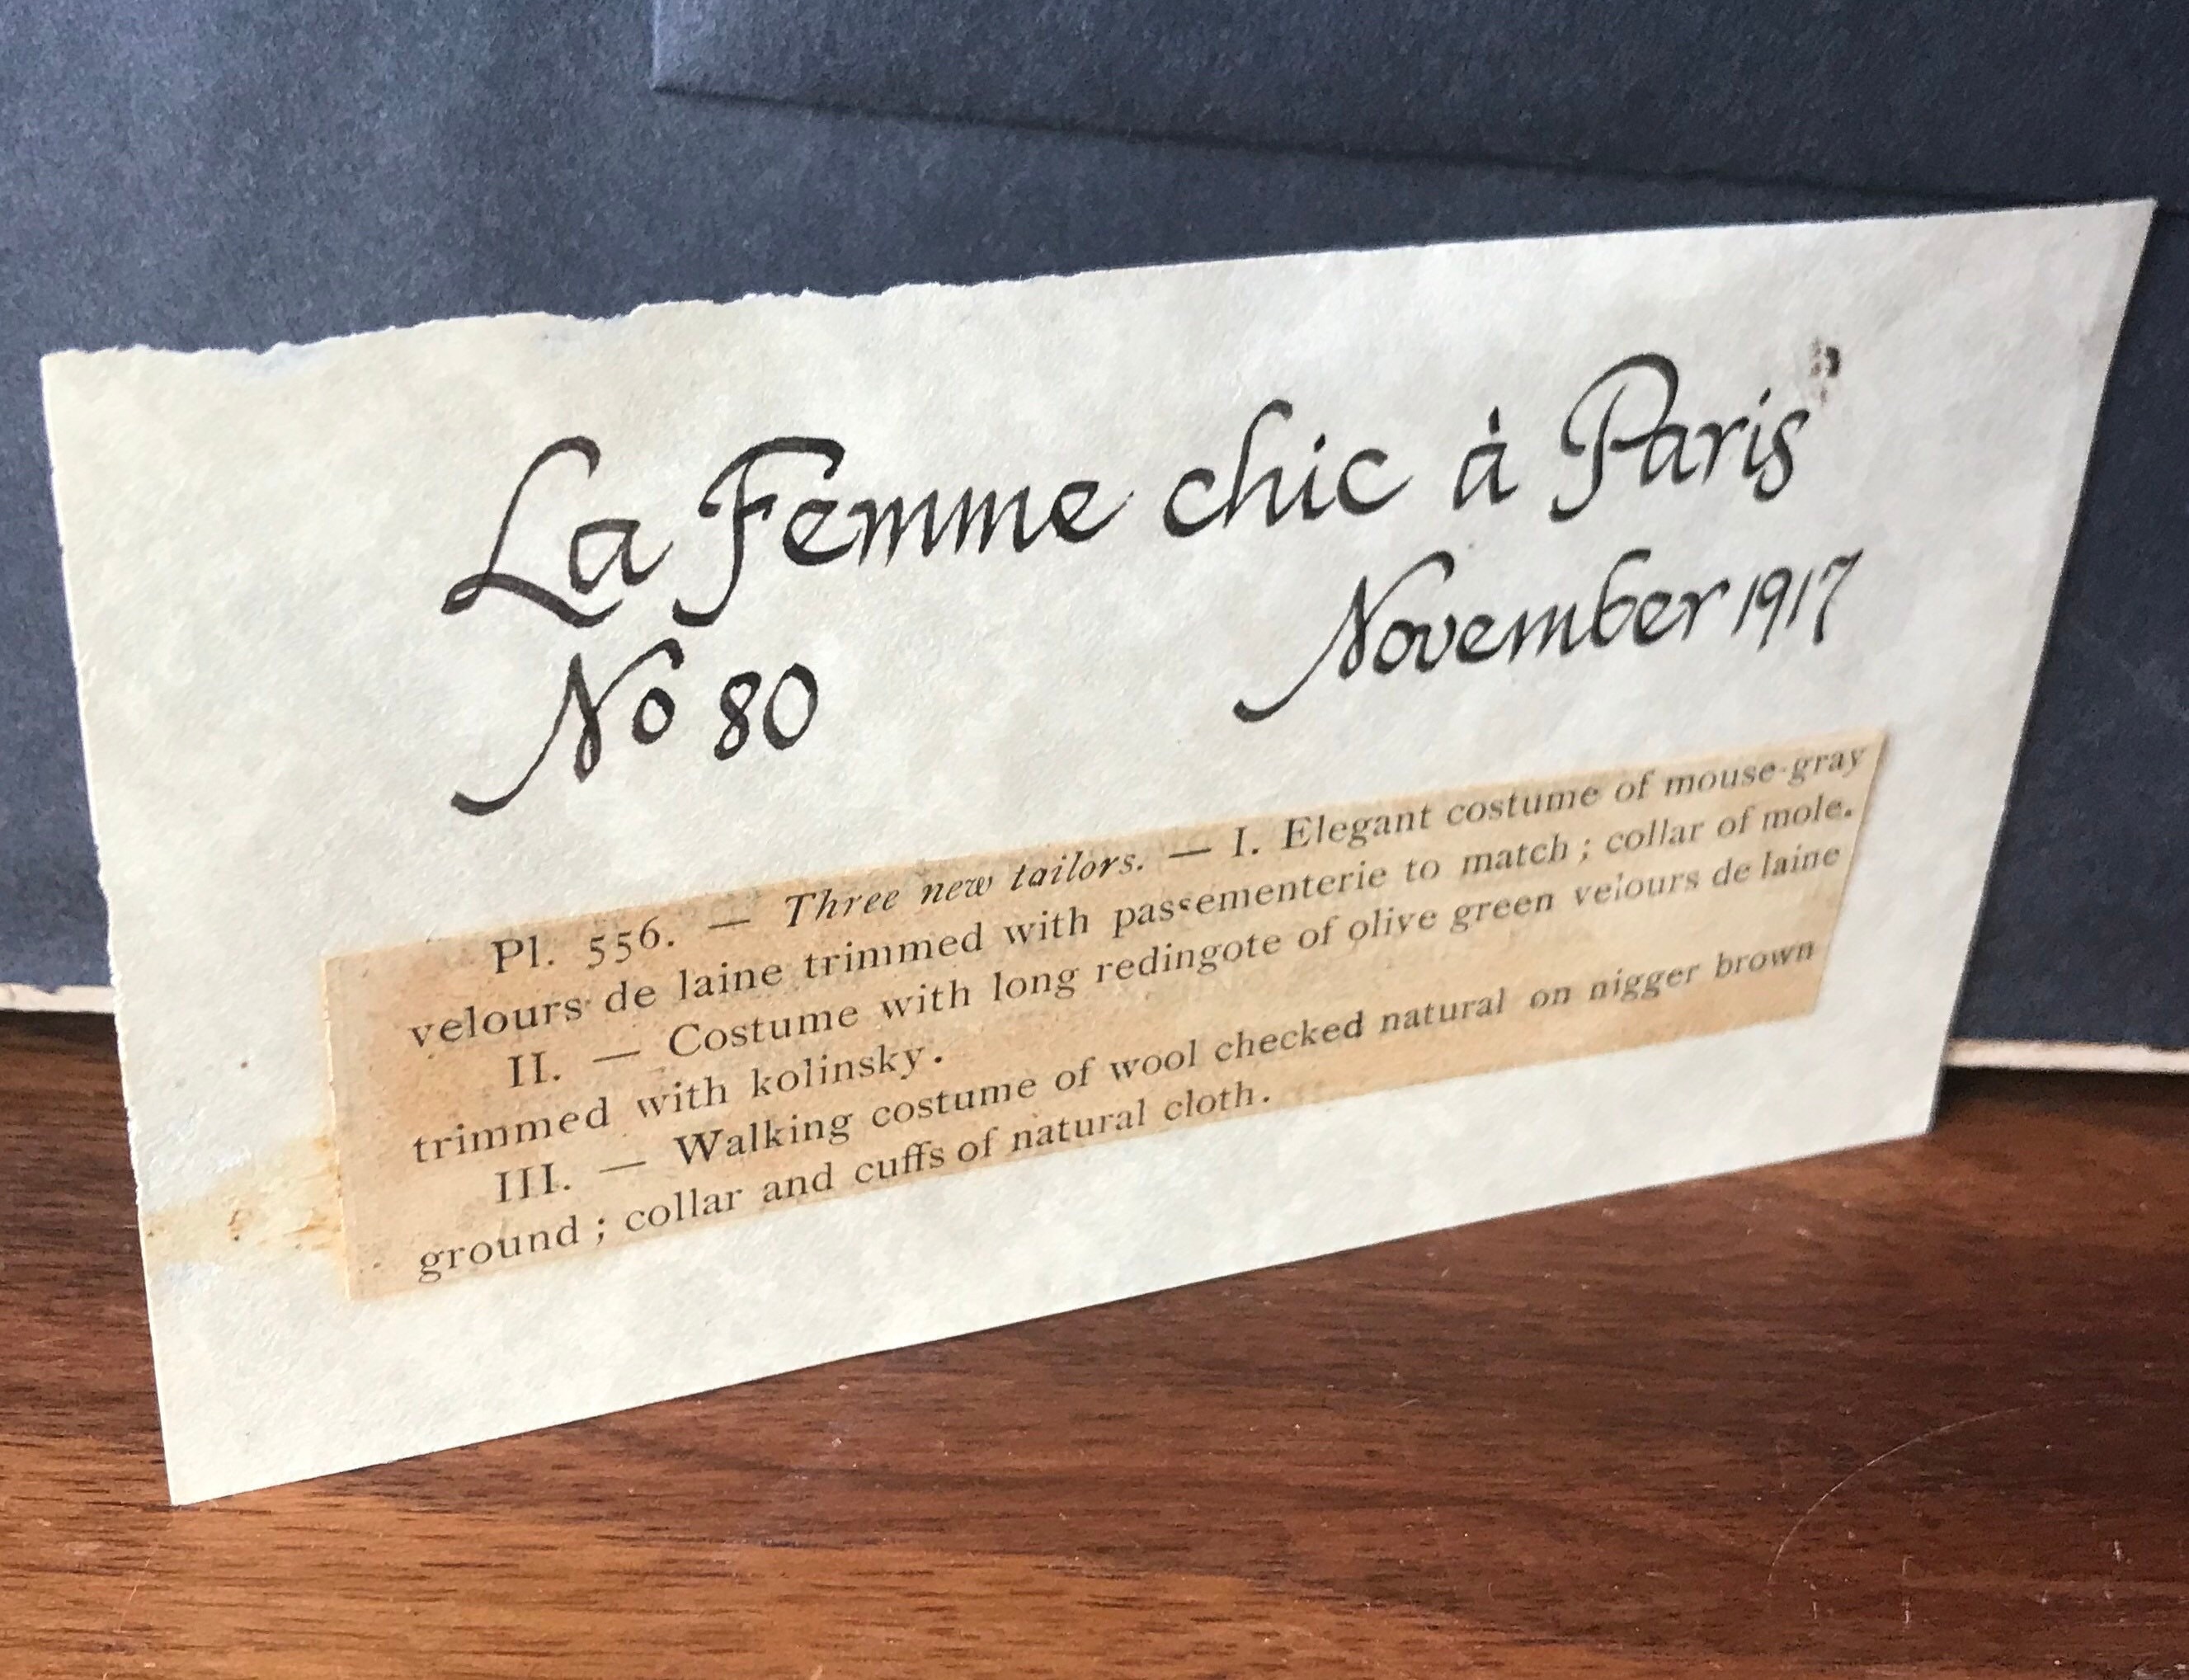 La Femme chic à Paris
No 80
November 1917
Pl. 556. — Three new tailors. — I. Elegant costume of mouse-gray
velours de laine trimmed with passementerie to match ; collar of mole.
II. — Costume with long redingote of olive green velours de laine
trimmed with kolinsky.
III. — Walking costume of wool checked natural on nigger brown
ground ; collar and cuffs of natural cloth.